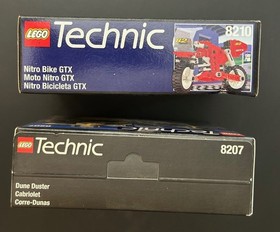 LEGO Technic 8210
Nitro Bike GTX
Moto Nitro GTX
Nitro Bicicleta GTX
LEGO Technic 8207
Dune Duster
Cabriolet
Corre-Dunas